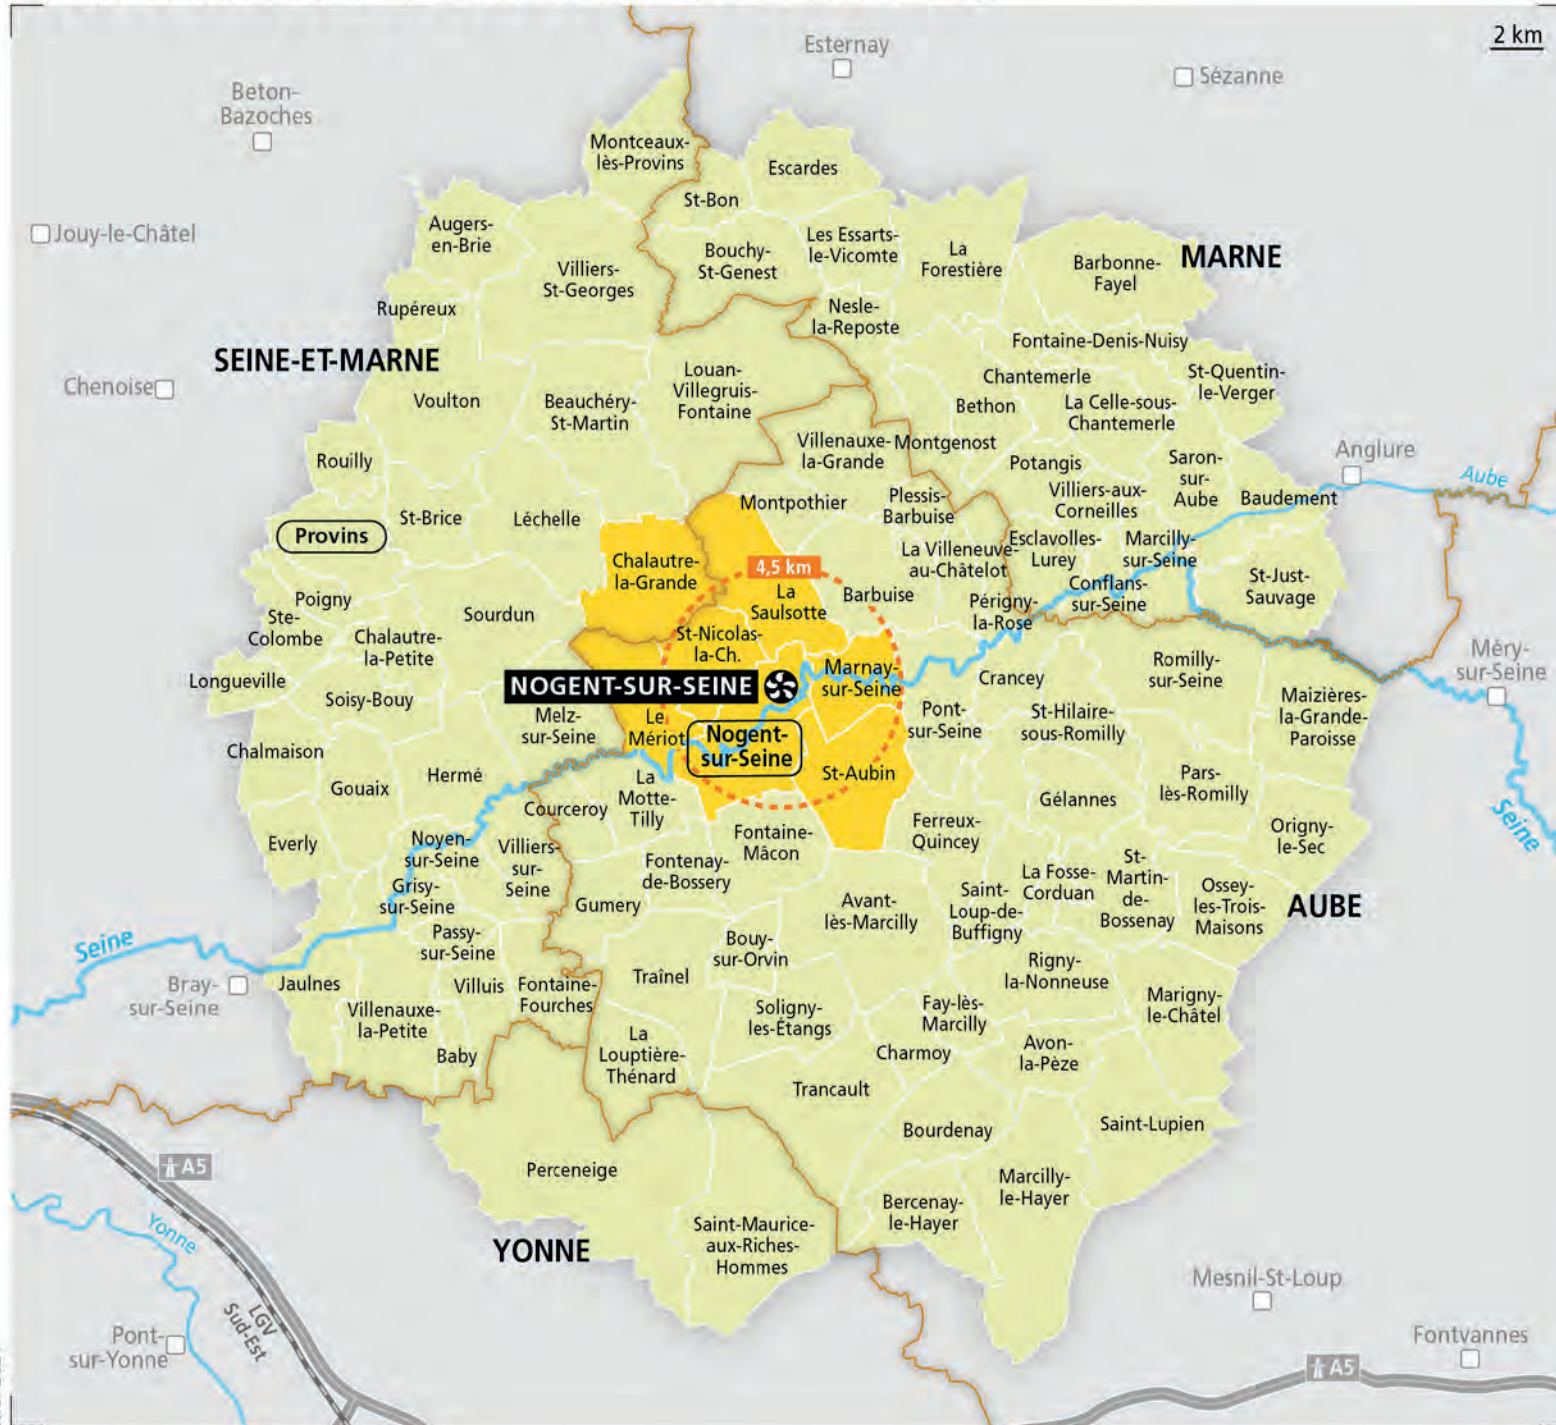 2 km
Esternay
Sézanne
Beton-
Bazoches
Montceaux-
lès-Provins
Escardes
St-Bon
Jouy-le-Châtel
Augers-
en-Brie
Les Essarts-
le-Vicomte
Bouchy-
St-Genest
La
Forestière
MARNE
Barbonne-
Fayel
Villiers-
St-Georges
Rupéreux
Nesle-
la-Reposte
Fontaine-Denis-Nuisy
SEINE-ET-MARNE
Chenoise
Louan-
Villegruis-
Fontaine
Chantemerle
St-Quentin-
le-Verger
Voulton
Beauchéry-
St-Martin
Bethon
La Celle-sous-
Chantemerle
Villenauxe-
la-Grande
Montgenost
Anglure
Rouilly
Potangis
Saron-
sur-
Aube
Aube
Villiers-aux-
Corneilles
Baudement
Montpothier
Plessis-
Barbuise
St-Brice
Léchelle
Provins
Esclavolles-
Lurey
Marcilly-
sur-Seine
La Villeneuve-
au-Châtelot
Chalautre-
la-Grande
4,5 km
Conflans-
sur-Seine
St-Just-
Sauvage
La
Saulsotte
Barbuise
Périgny-
la-Rose
Poigny
Ste-
Colombe
Sourdun
Chalautre-
la-Petite
St-Nicolas-
la-Ch.
Méry-
sur-Seine
Romilly-
sur-Seine
Marnay-
sur-Seine
Crancey
Longueville
NOGENT-SUR-SEINE
Soisy-Bouy
Maizières-
la-Grande-
Paroisse
Melz-
sur-Seine
Le
Mériot
Pont-
sur-Seine
St-Hilaire-
sous-Romilly
Nogent-
sur-Seine
Chalmaison
St-Aubin
Hermé
Gouaix
La
Motte-
Tilly
Pars-
lès-Romilly
Gélannes
Courceroy
Seine
Fontaine-
Mâcon
Ferreux-
Quincey
Origny-
le-Sec
Everly
Noyen-
sur-Seine
Villiers-
sur-
Seine
Fontenay-
de-Bossery
La Fosse-
Corduan
St-
Martin-
de-
Bossenay
Grisy-
sur-Seine
Saint-
Loup-de-
Buffigny
Ossey-
les-Trois-
Maisons
AUBE
Gumery
Avant-
lès-Marcilly
Seine
Passy-
sur-Seine
Bouy-
sur-Orvin
Rigny-
la-Nonneuse
Bray-
sur-Seine
Jaulnes
Villuis
Fontaine-
Fourches
Traînel
Marigny-
le-Châtel
Villenauxe-
la-Petite
Soligny-
les-Étangs
Fay-lès-
Marcilly
La
Louptière-
Thénard
Baby
Charmoy
Avon-
la-Pèze
Trancault
Saint-Lupien
Bourdenay
A5
Perceneige
Marcilly-
le-Hayer
Bercenay-
le-Hayer
Yonne
YONNE
Saint-Maurice-
aux-Riches-
Hommes
Mesnil-St-Loup
LGV
Sud-Est
Pont-
sur-Yonne
Fontvannes
A5